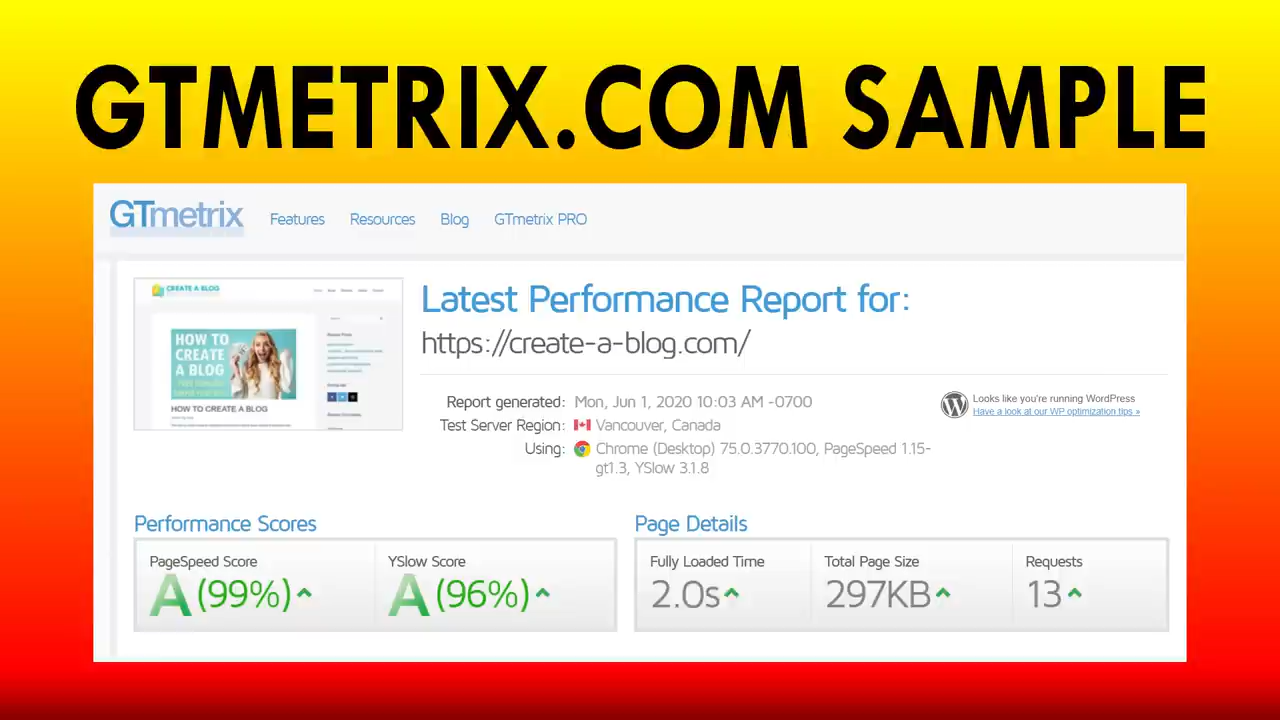 GTMETRIX.COM SAMPLE
GTmetrix
Features Resources Blog GTmetrix PRO
CREATE A BLOG
HOW TO
CREATE
A BLOG
HOW TO CREATE A BLOG
Latest Performance Report for:
https://create-a-blog.com/
Report generated: Mon, Jun 1, 2020 10:03 AM -0700
Test Server Region: Vancouver, Canada
Using: Chrome (Desktop) 75.0.3770.100, PageSpeed 1.15-
gt1.3, YSlow 3.1.8
Looks like you're running WordPress
Have a look at our WP optimization tips »
Performance Scores
PageSpeed Score YSlow Score
A (99%) A (96%)
Page Details
Fully Loaded Time Total Page Size Requests
2.0s 297KB 13